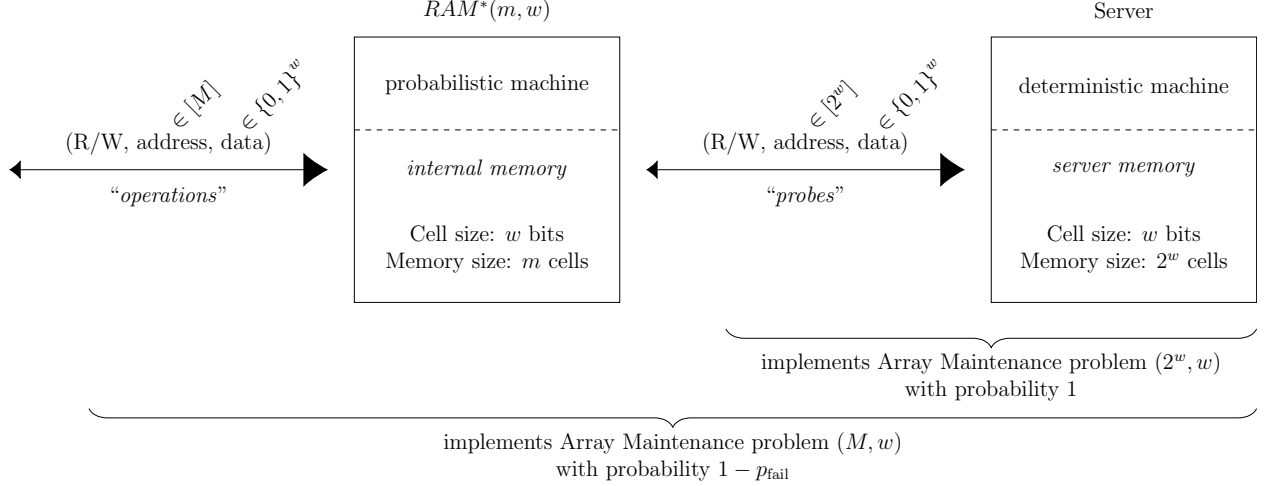 RAM*(m, w)
Server
probabilistic machine
deterministic machine
∈ [M]
∈ {0, 1}^w
∈ [2^w]
∈ {0, 1}^w
(R/W, address, data)
(R/W, address, data)
internal memory
server memory
“operations”
“probes”
Cell size: w bits
Memory size: m cells
Cell size: w bits
Memory size: 2^w cells
implements Array Maintenance problem (2^w, w)
with probability 1
implements Array Maintenance problem (M, w)
with probability 1 − p_fail